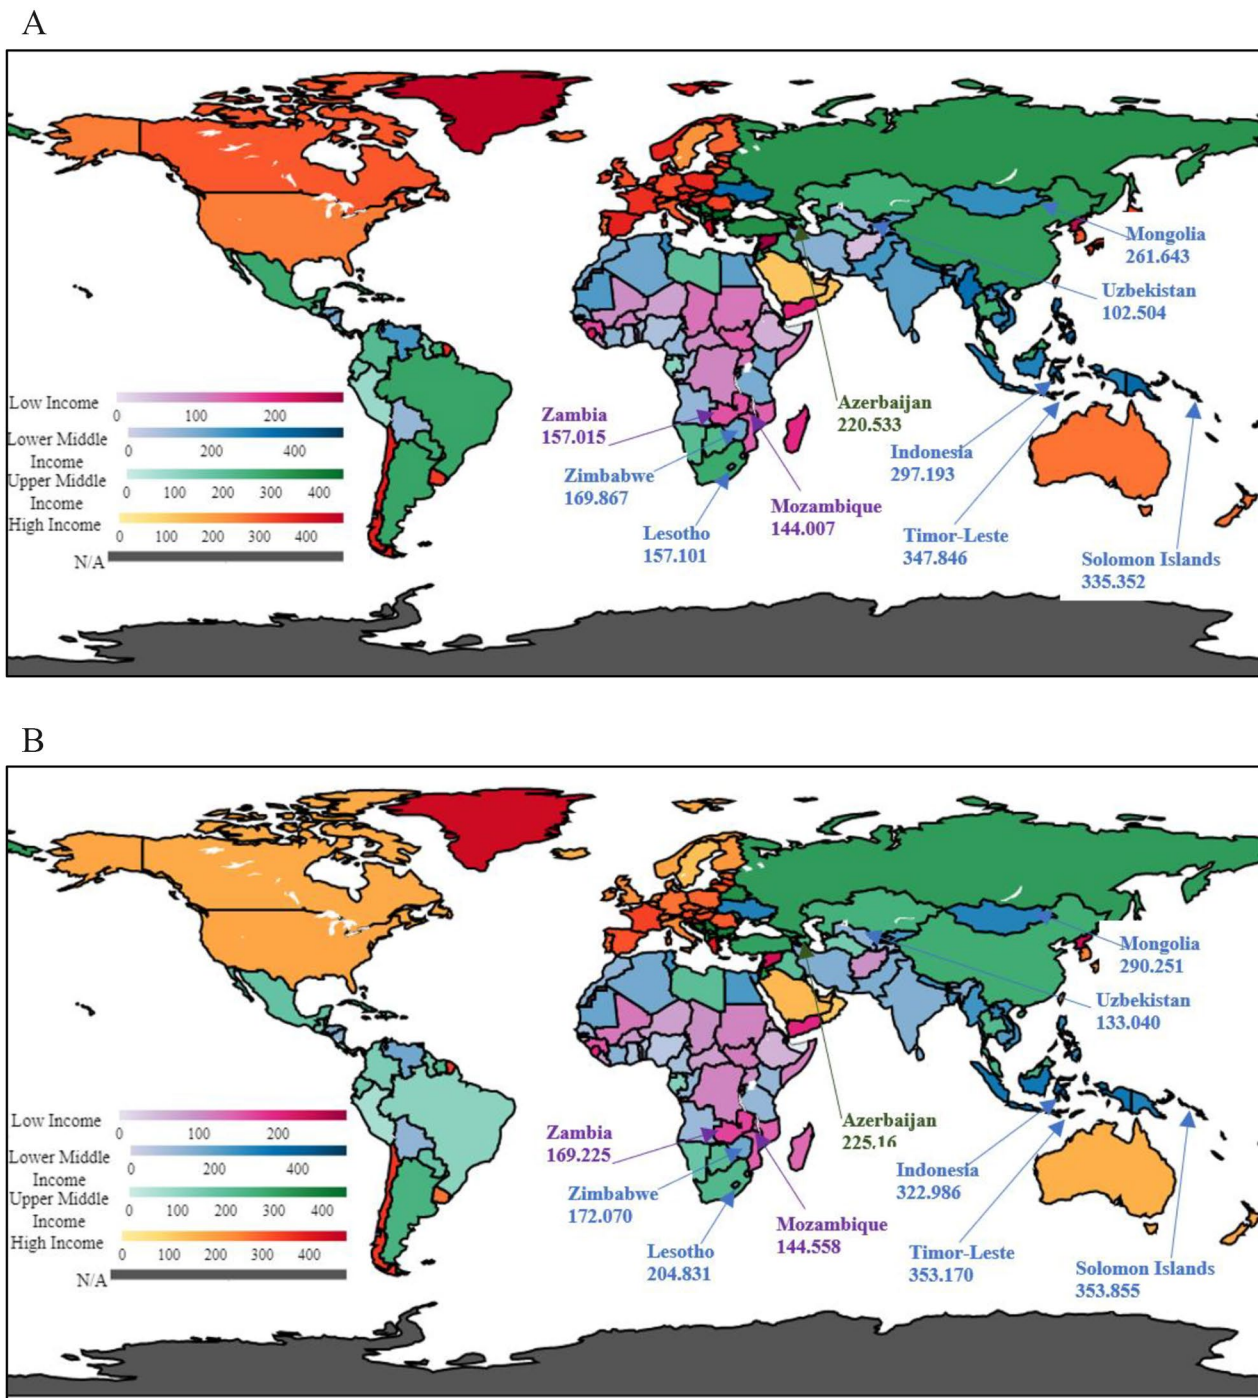 A
Mongolia
261.643
Uzbekistan
102.504
Low Income
0 100 200
Lower Middle
Income
0 200 400
Upper Middle
Income
0 100 200 300 400
High Income
0 100 200 300 400
N/A
Zambia
157.015
Zimbabwe
169.867
Lesotho
157.101
Mozambique
144.007
Azerbaijan
220.533
Indonesia
297.193
Timor-Leste
347.846
Solomon Islands
335.352
B
Mongolia
290.251
Uzbekistan
133.040
Low Income
0 100 200
Lower Middle
Income
0 200 400
Upper Middle
Income
0 100 200 300 400
High Income
0 100 200 300 400
N/A
Zambia
169.225
Zimbabwe
172.070
Lesotho
204.831
Mozambique
144.558
Azerbaijan
225.16
Indonesia
322.986
Timor-Leste
353.170
Solomon Islands
353.855